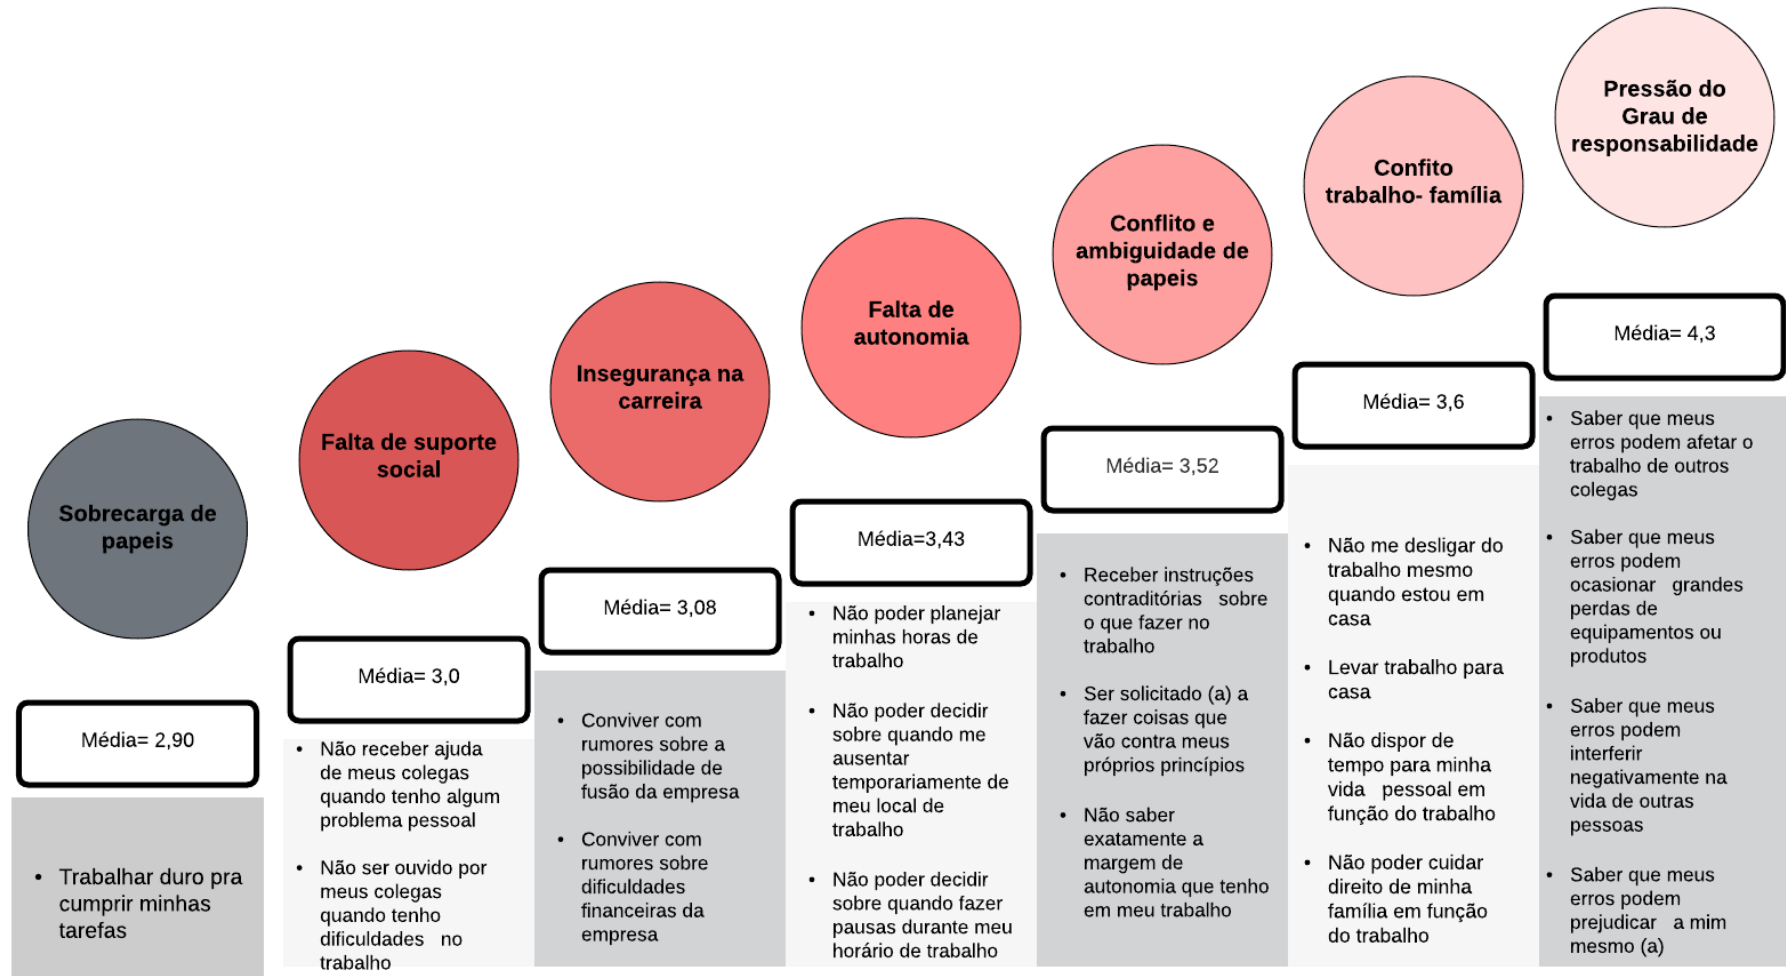 Sobrecarga de
papeis
Média= 2,90
• Trabalhar duro pra
cumprir minhas
tarefas
Falta de suporte
social
Média= 3,0
• Não receber ajuda
de meus colegas
quando tenho algum
problema pessoal
• Não ser ouvido por
meus colegas
quando tenho
dificuldades no
trabalho
Insegurança na
carreira
Média= 3,08
• Conviver com
rumores sobre a
possibilidade de
fusão da empresa
• Conviver com
rumores sobre
dificuldades
financeiras da
empresa
Falta de
autonomia
Média=3,43
• Não poder planejar
minhas horas de
trabalho
• Não poder decidir
sobre quando me
ausentar
temporariamente de
meu local de
trabalho
• Não poder decidir
sobre quando fazer
pausas durante meu
horário de trabalho
Conflito e
ambiguidade de
papeis
Média= 3,52
• Receber instruções
contraditórias sobre
o que fazer no
trabalho
• Ser solicitado (a) a
fazer coisas que
vão contra meus
próprios princípios
• Não saber
exatamente a
margem de
autonomia que tenho
em meu trabalho
Confito
trabalho- família
Média= 3,6
• Não me desligar do
trabalho mesmo
quando estou em
casa
• Levar trabalho para
casa
• Não dispor de
tempo para minha
vida pessoal em
função do trabalho
• Não poder cuidar
direito de minha
família em função
do trabalho
Pressão do
Grau de
responsabilidade
Média= 4,3
• Saber que meus
erros podem afetar o
trabalho de outros
colegas
• Saber que meus
erros podem
ocasionar grandes
perdas de
equipamentos ou
produtos
• Saber que meus
erros podem
interferir
negativamente na
vida de outras
pessoas
• Saber que meus
erros podem
prejudicar a mim
mesmo (a)